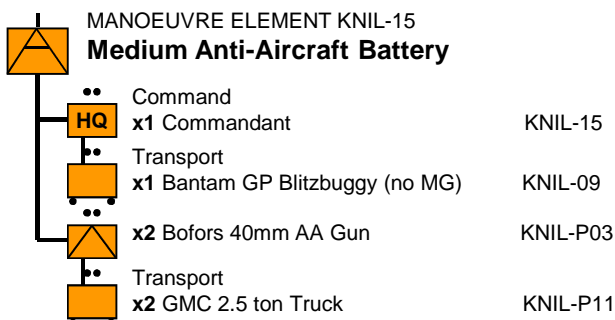 MANOEUVRE ELEMENT KNIL-15
Medium Anti-Aircraft Battery
Command
HQ x1 Commandant KNIL-15
Transport
x1 Bantam GP Blitzbuggy (no MG) KNIL-09
x2 Bofors 40mm AA Gun KNIL-P03
Transport
x2 GMC 2.5 ton Truck KNIL-P11